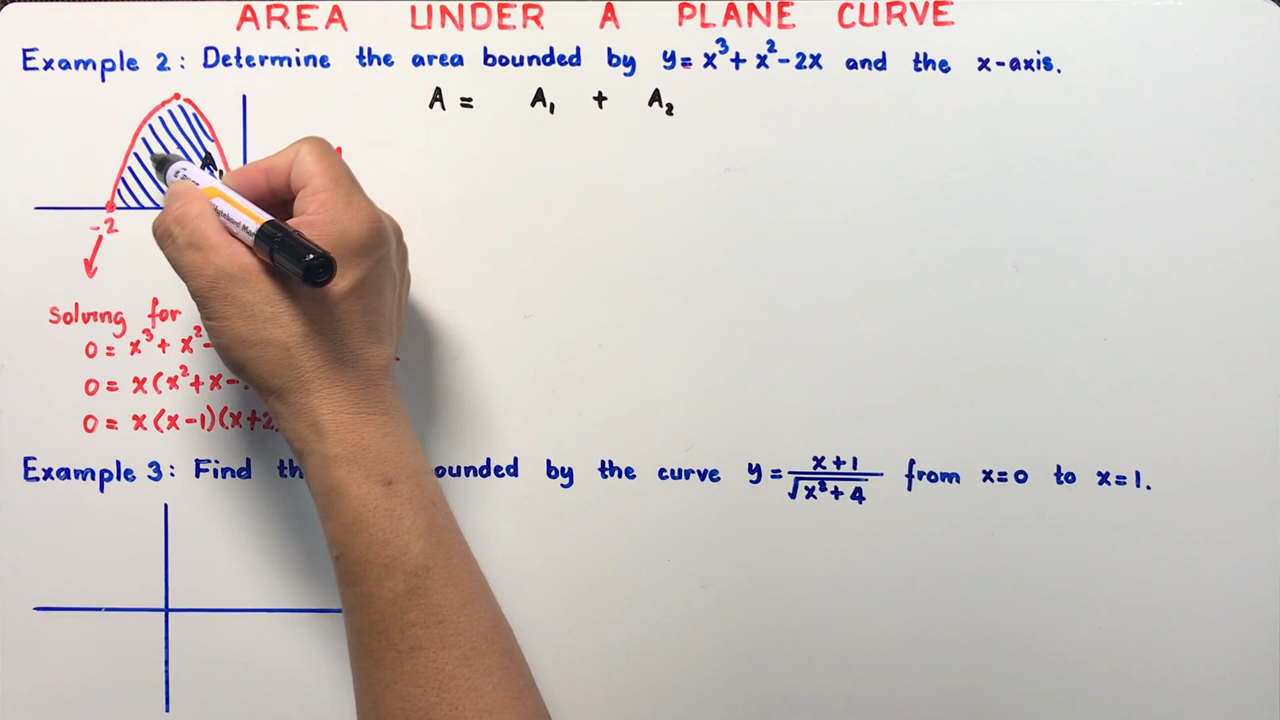 AREA UNDER A PLANE CURVE
Example 2: Determine the area bounded by y = x³ + x² - 2x and the x-axis.
A = A₁ + A₂
A
-2
Solving for
0 = x³ + x² -
0 = x(x² + x -
0 = x(x-1)(x+2
Example 3: Find th ounded by the curve y = x+1 / √x² + 4 from x=0 to x=1.